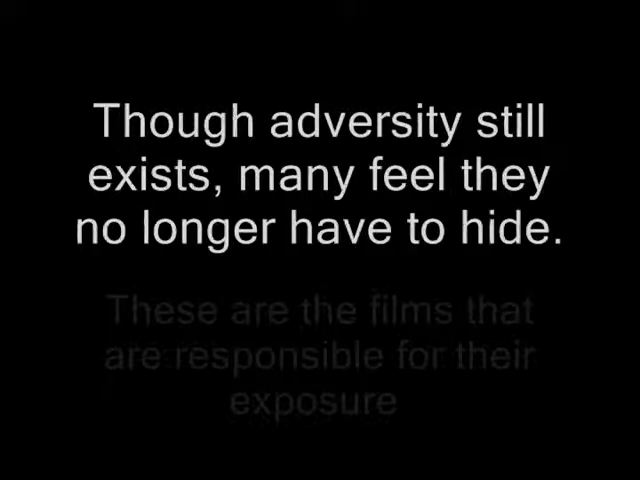 Though adversity still
exists, many feel they
no longer have to hide.
These are the films that
are responsible for their
exposure